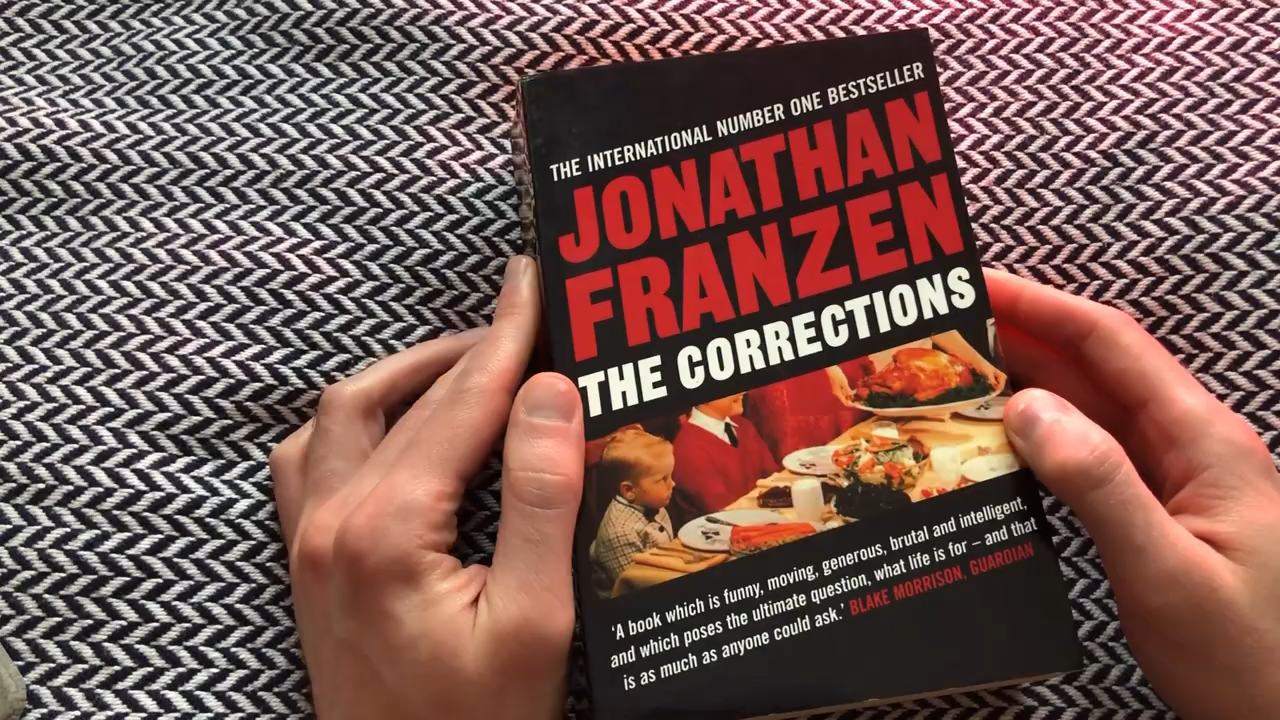 THE INTERNATIONAL NUMBER ONE BESTSELLER
JONATHAN
FRANZEN
THE CORRECTIONS
‘A book which is funny, moving, generous, brutal and intelligent,
and which poses the ultimate question, what life is for – and that
is as much as anyone could ask.’ BLAKE MORRISON, GUARDIAN